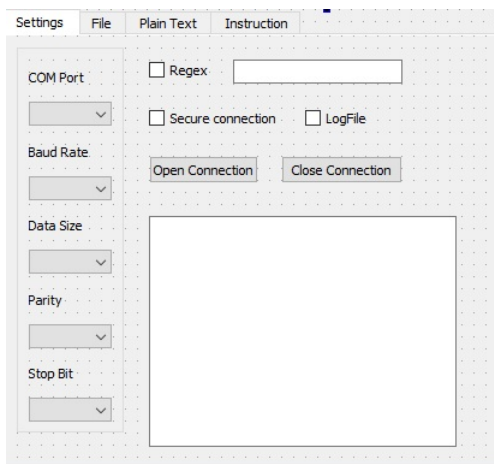 Settings File Plain Text Instruction
COM Port
Regex
Secure connection LogFile
Baud Rate
Open Connection Close Connection
Data Size
Parity
Stop Bit